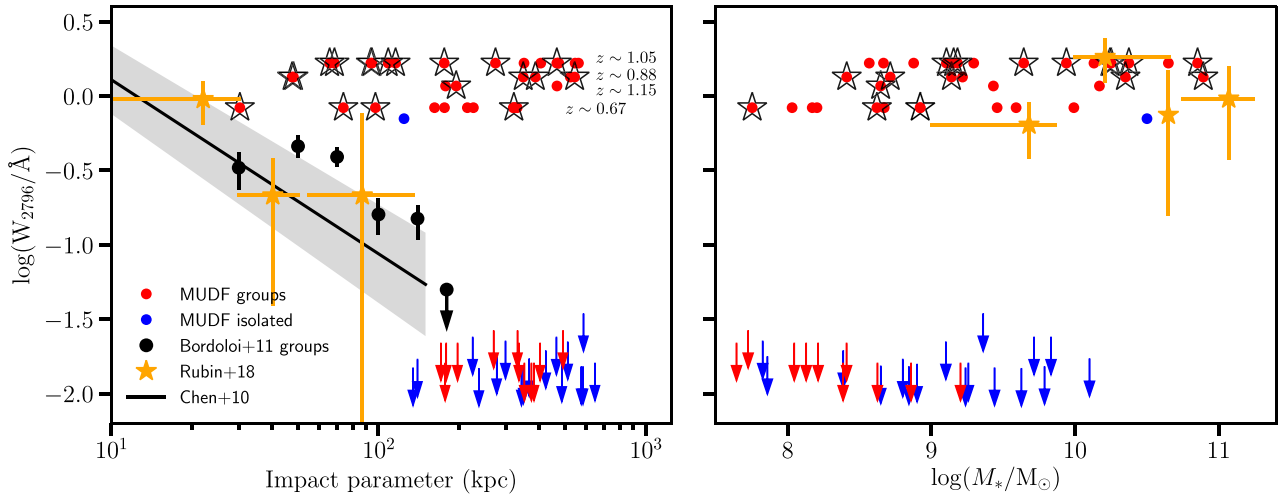 0.5
0.0
−0.5
−1.0
−1.5
−2.0
log(W₂₇₉₆/Å)
z ∼ 1.05
z ∼ 0.88
z ∼ 1.15
z ∼ 0.67
MUDF groups
MUDF isolated
Bordoloi+11 groups
Rubin+18
Chen+10
10¹ 10² 10³
Impact parameter (kpc)
8 9 10 11
log(M*/M⊙)